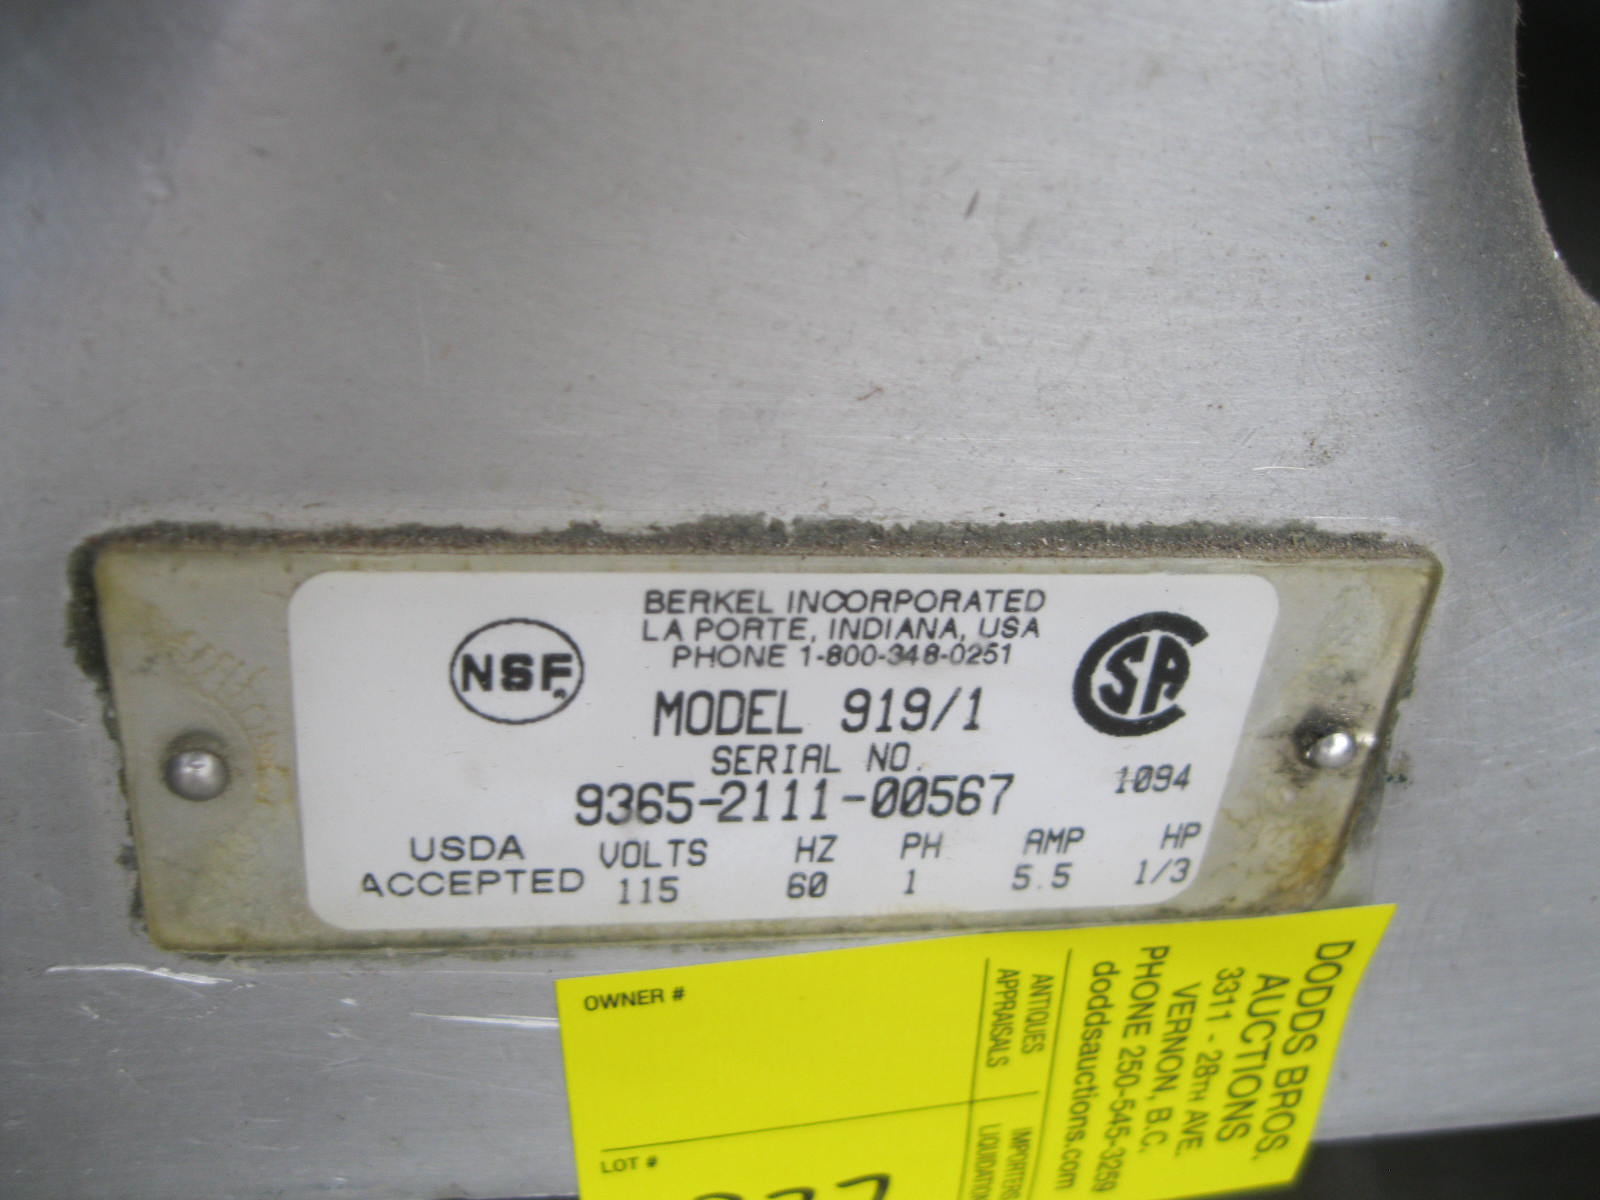 BERKEL INCORPORATED
LA PORTE, INDIANA, USA
PHONE 1-800-348-0251
NSF®
SA
MODEL 919/1
SERIAL NO.
9365-2111-00567
1094
USDA ACCEPTED
VOLTS HZ PH AMP HP
115 60 1 5.5 1/3
DODDS BROS.
AUCTIONS
3311 - 28TH AVE.
VERNON, B.C.
PHONE 250-545-3259
doddsauctions.com
ANTIQUES
APPRAISALS
OWNER #
LOT #